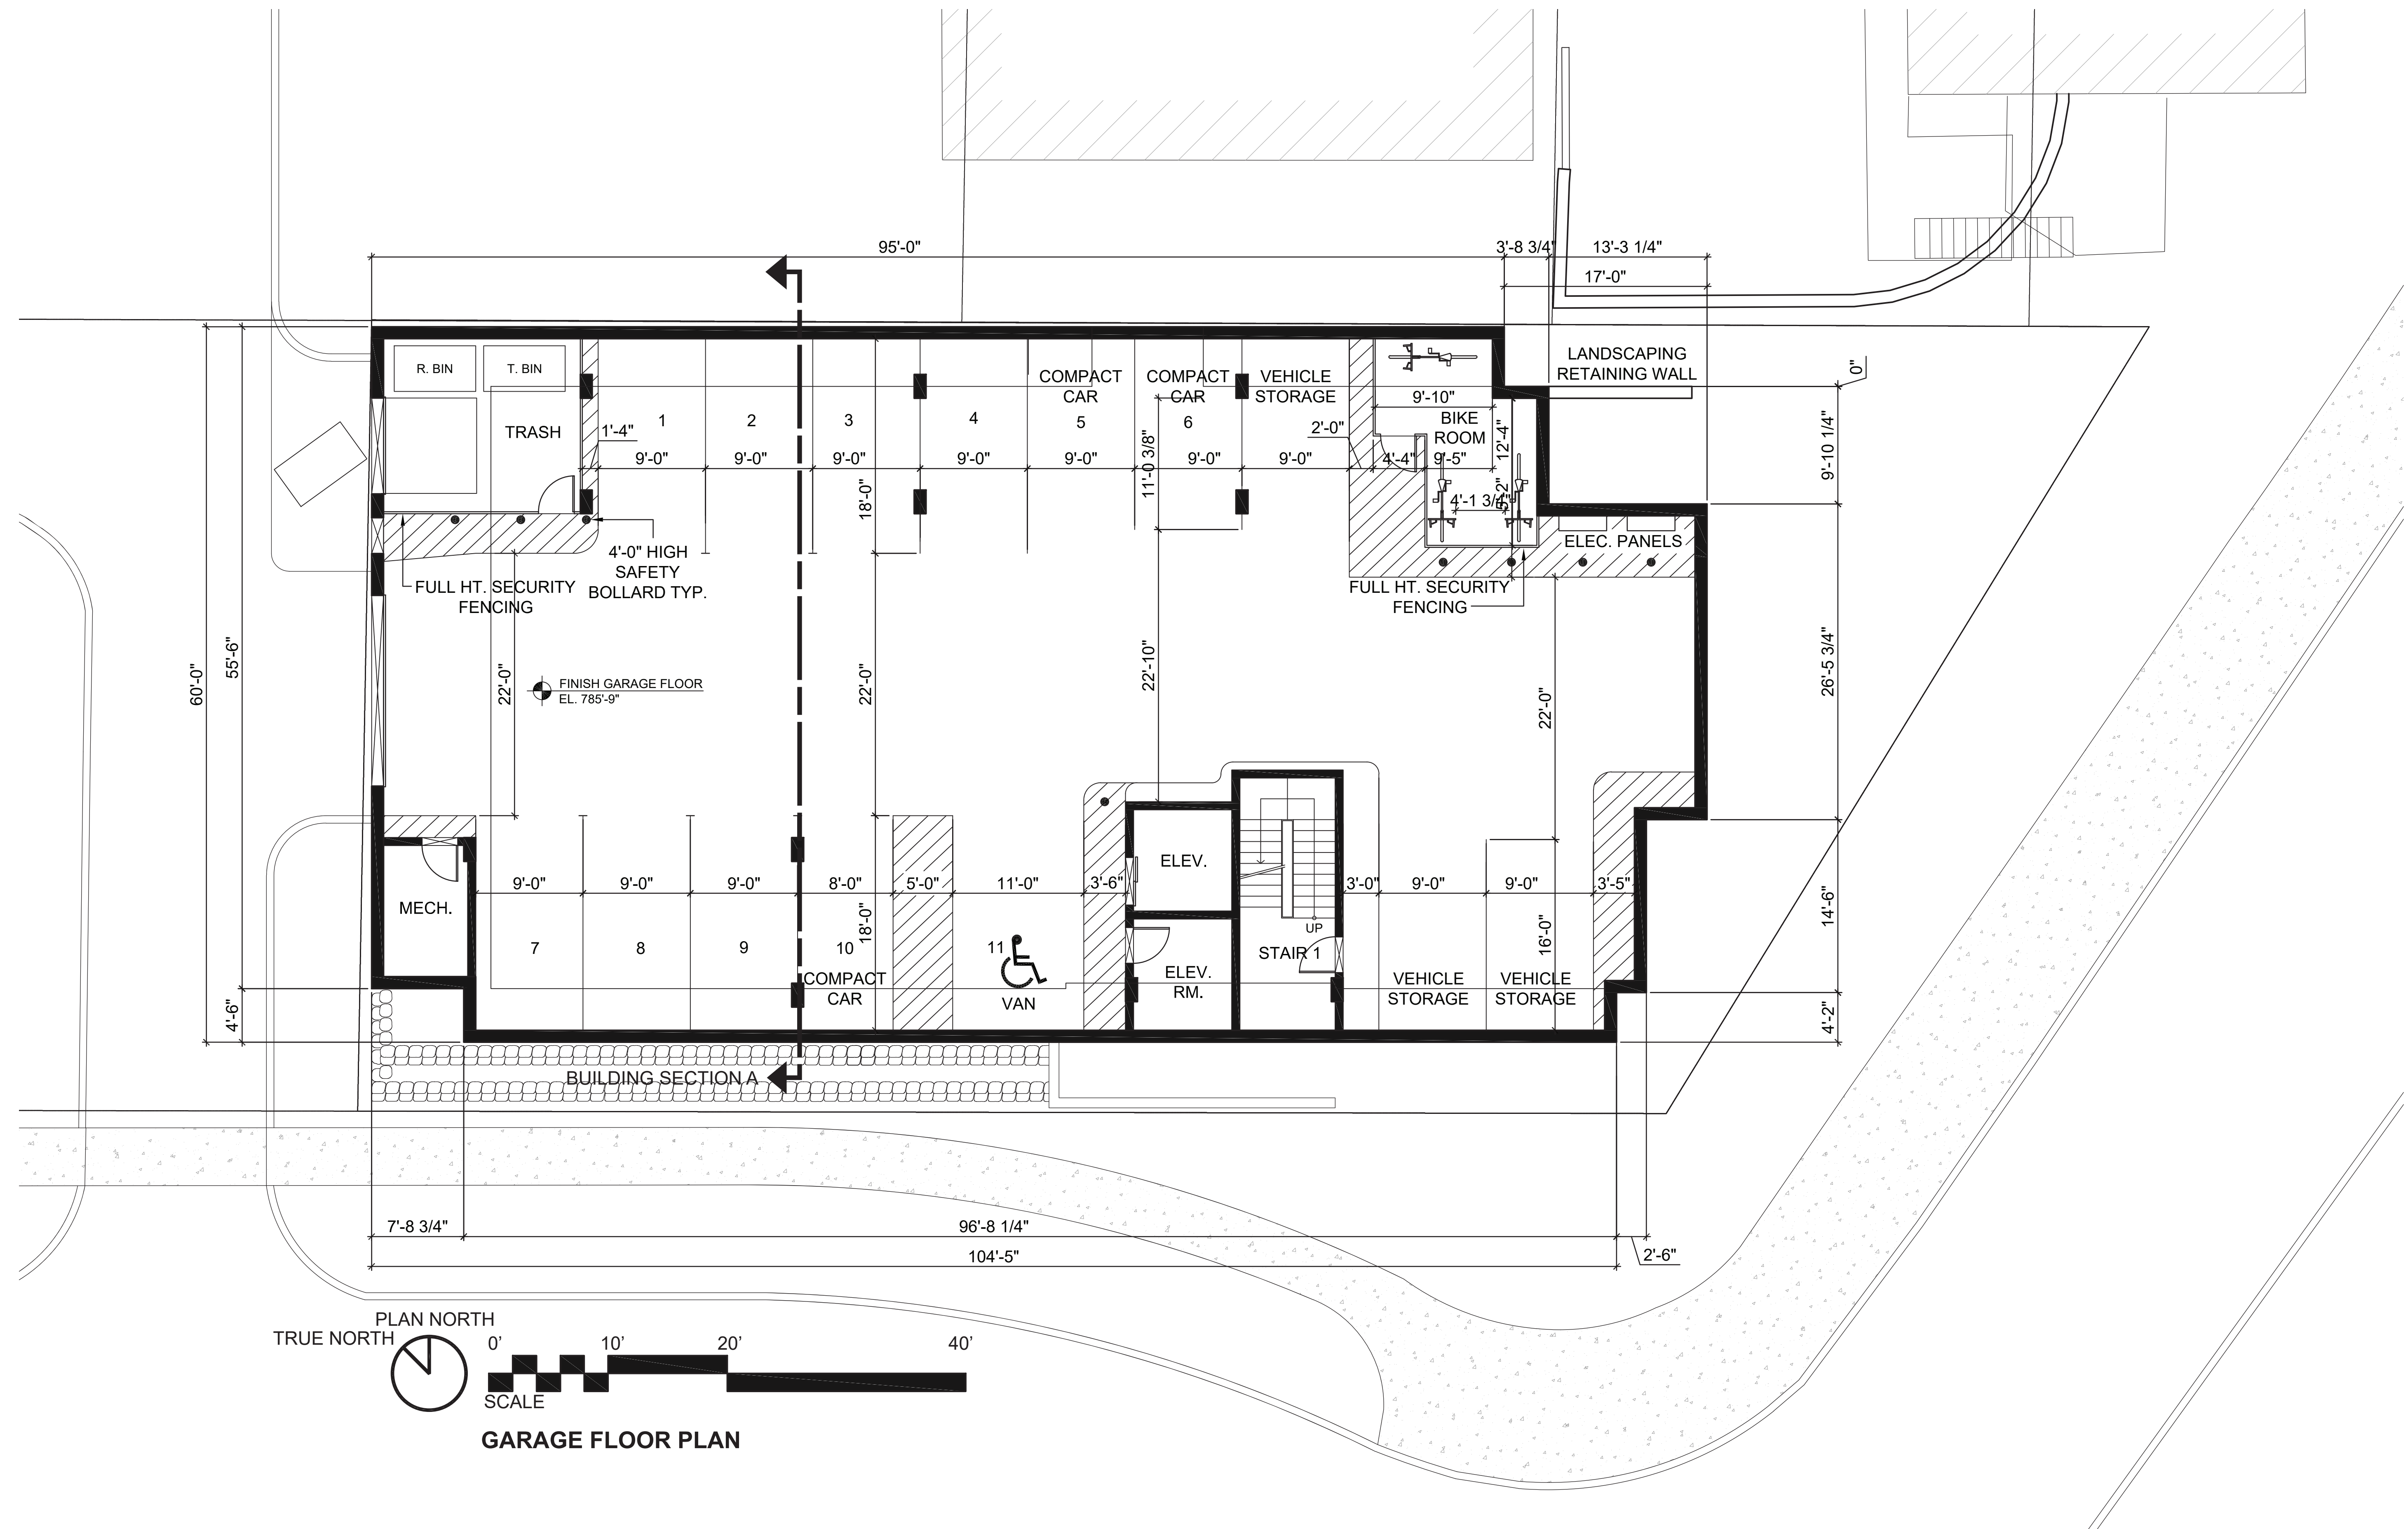 95'-0"
3'-8 3/4"
13'-3 1/4"
17'-0"
LANDSCAPING
RETAINING WALL
0"
R. BIN
T. BIN
TRASH
1'-4"
1
2
3
4
COMPACT
CAR
5
COMPACT
CAR
6
VEHICLE
STORAGE
9'-0"
9'-0"
9'-0"
9'-0"
9'-0"
9'-0"
9'-0"
2'-0"
9'-10"
BIKE
ROOM
12'-4"
4'-4"
9'-5"
4'-1 3/4"
5'-2"
11'-0 3/8"
18'-0"
9'-10 1/4"
ELEC. PANELS
4'-0" HIGH
SAFETY
BOLLARD TYP.
FULL HT. SECURITY
FENCING
FULL HT. SECURITY
FENCING
60'-0"
55'-6"
22'-0"
FINISH GARAGE FLOOR
EL. 785'-9"
22'-0"
22'-10"
22'-0"
26'-5 3/4"
MECH.
9'-0"
9'-0"
9'-0"
8'-0"
5'-0"
11'-0"
3'-6"
ELEV.
3'-0"
9'-0"
9'-0"
3'-5"
14'-6"
7
8
9
10
18'-0"
COMPACT
CAR
11
VAN
ELEV.
RM.
UP
STAIR 1
16'-0"
VEHICLE
STORAGE
VEHICLE
STORAGE
4'-6"
4'-2"
BUILDING SECTION A
7'-8 3/4"
96'-8 1/4"
104'-5"
2'-6"
PLAN NORTH
TRUE NORTH
0'
10'
20'
40'
SCALE
GARAGE FLOOR PLAN